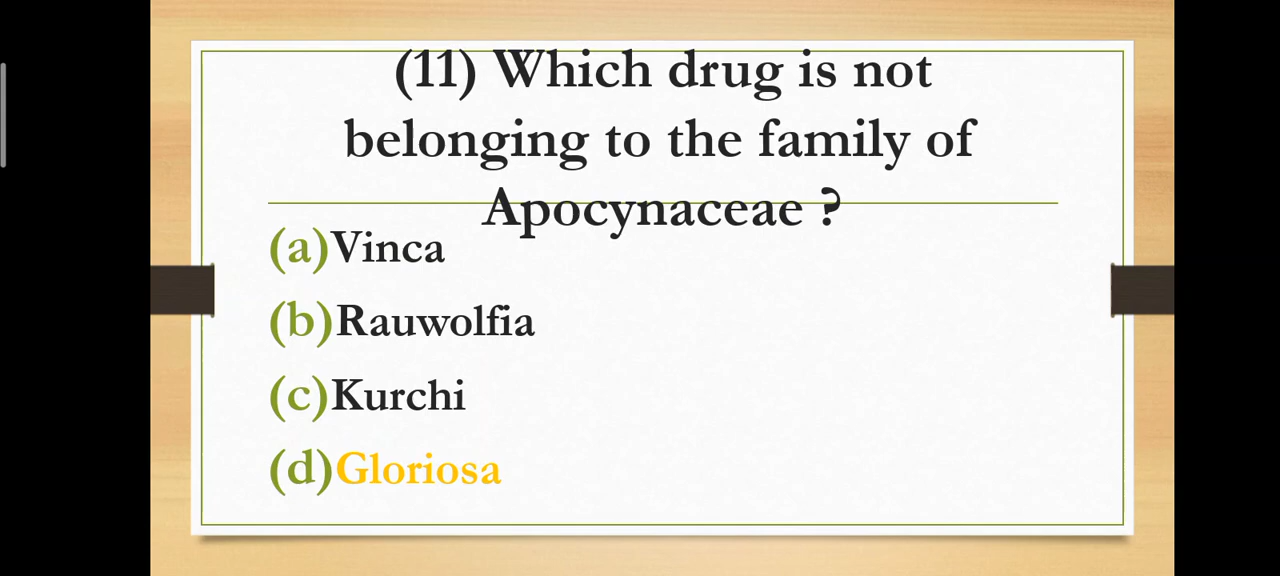 (11) Which drug is not
belonging to the family of
Apocynaceae ?
(a)Vinca
(b)Rauwolfia
(c)Kurchi
(d)Gloriosa